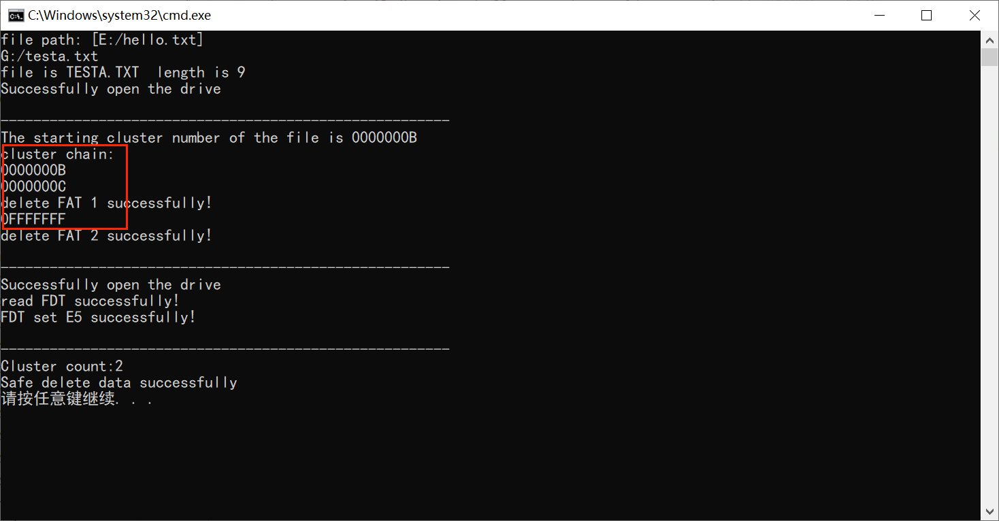 C:\Windows\system32\cmd.exe
file path: [E:/hello.txt]
G:/testa.txt
file is TESTA.TXT  length is 9
Successfully open the drive
_______________________________________________________
The starting cluster number of the file is 0000000B
cluster chain:
0000000B
0000000C
delete FAT 1 successfully!
0FFFFFFF
delete FAT 2 successfully!
_______________________________________________________
Successfully open the drive
read FDT successfully!
FDT set E5 successfully!
_______________________________________________________
Cluster count:2
Safe delete data successfully
请按任意键继续. . .